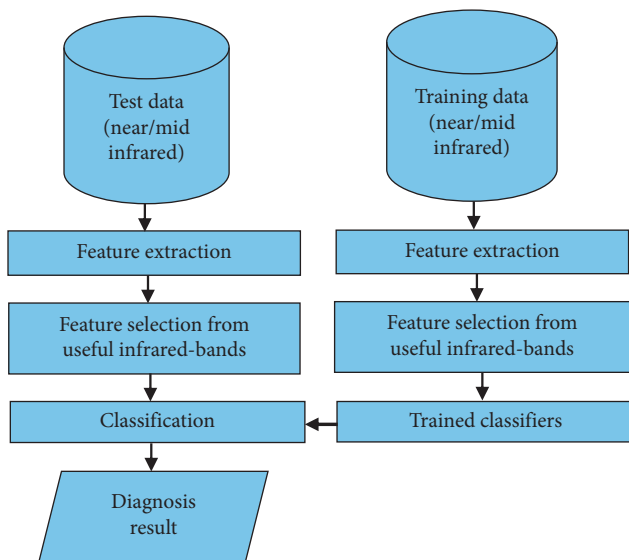 Test data
(near/mid
infrared)
Training data
(near/mid
infrared)
Feature extraction
Feature extraction
Feature selection from
useful infrared-bands
Feature selection from
useful infrared-bands
Classification
Trained classifiers
Diagnosis
result